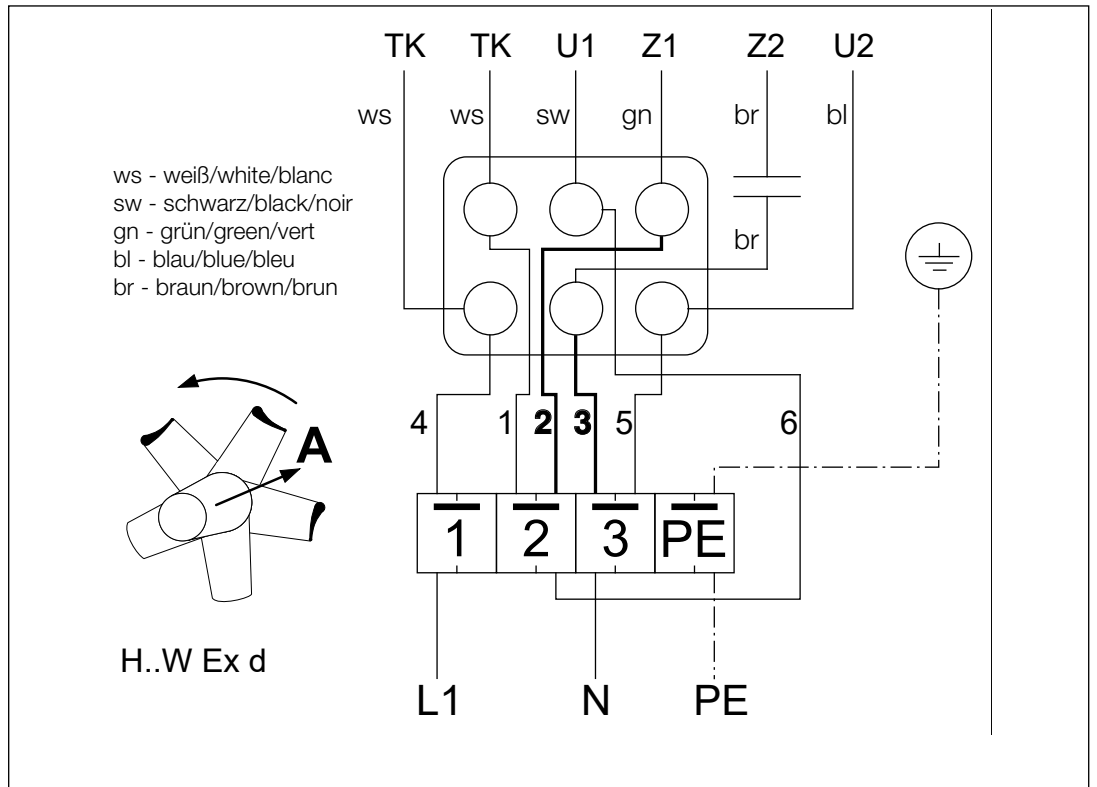 TK TK U1 Z1 Z2 U2
ws ws sw gn br bl
ws - weiß/white/blanc
sw - schwarz/black/noir
gn - grün/green/vert
bl - blau/blue/bleu
br - braun/brown/brun
br
4 1 2 3 5 6
A
1 2 3 PE
H..W Ex d
L1 N PE